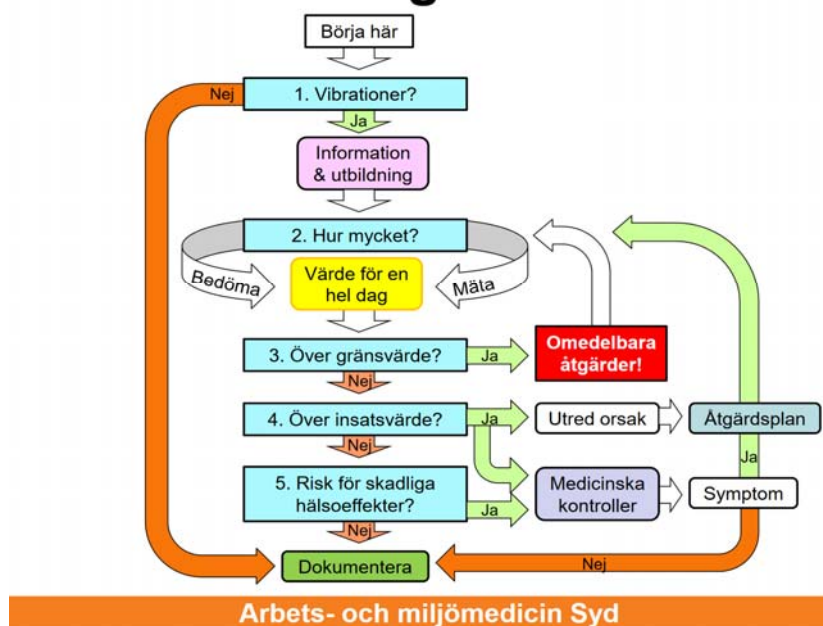 Börja här
Nej
1. Vibrationer?
Ja
Information
& utbildning
2. Hur mycket?
Bedöma
Värde för en
hel dag
Mäta
3. Över gränsvärde?
Ja
Omedelbara
åtgärder!
Nej
4. Över insatsvärde?
Ja
Utred orsak
Åtgärdsplan
Nej
Ja
5. Risk för skadliga
hälsoeffekter?
Ja
Medicinska
kontroller
Symptom
Nej
Dokumentera
Nej
Arbets- och miljömedicin Syd